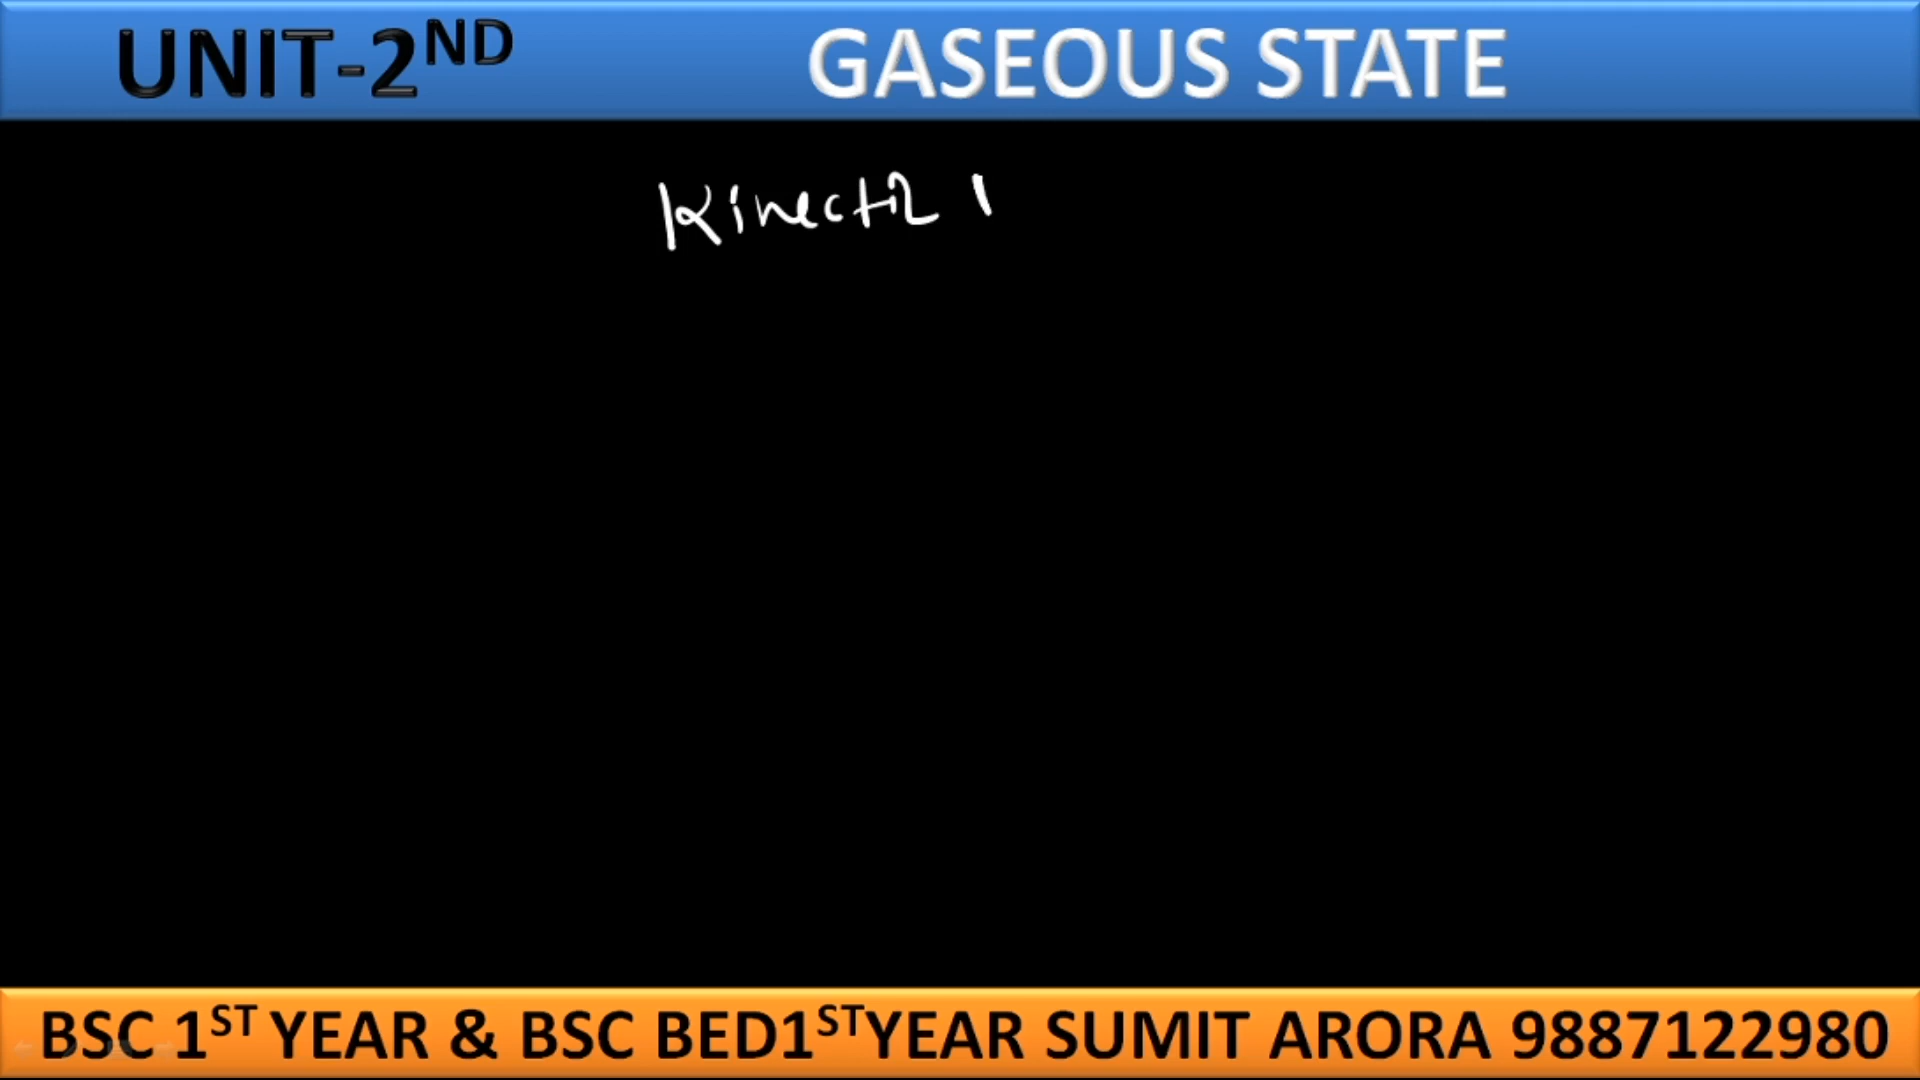 UNIT-2ND GASEOUS STATE
Kinectic
BSC 1ST YEAR & BSC BED1STYEAR SUMIT ARORA 9887122980